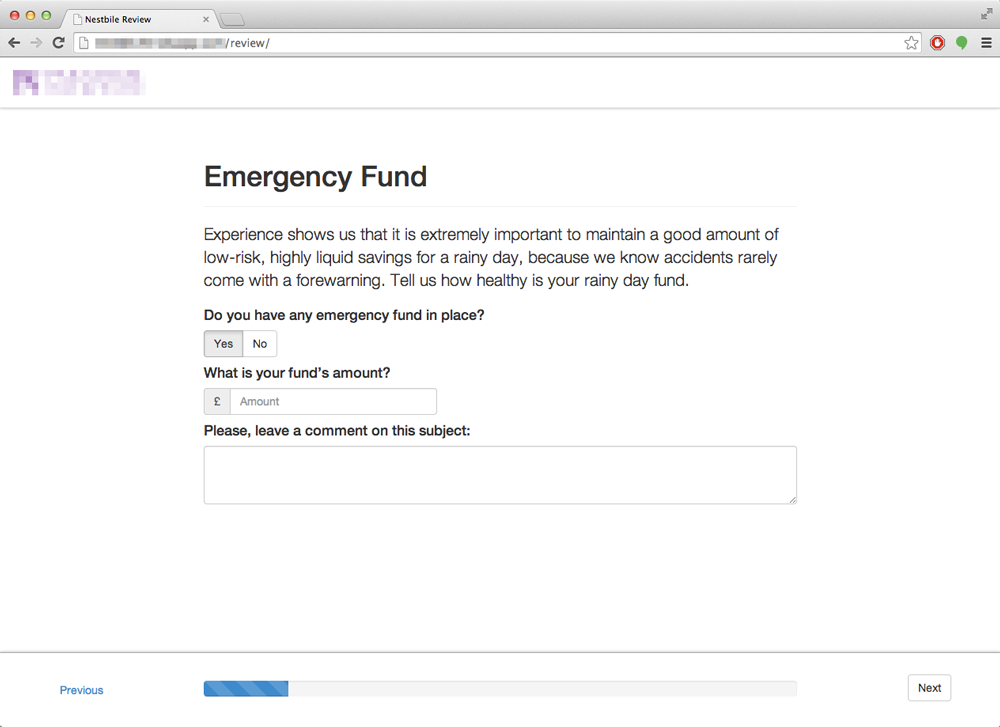 Nestbile Review
/review/
Emergency Fund
Experience shows us that it is extremely important to maintain a good amount of
low-risk, highly liquid savings for a rainy day, because we know accidents rarely
come with a forewarning. Tell us how healthy is your rainy day fund.
Do you have any emergency fund in place?
Yes No
What is your fund's amount?
£ Amount
Please, leave a comment on this subject:
Previous Next